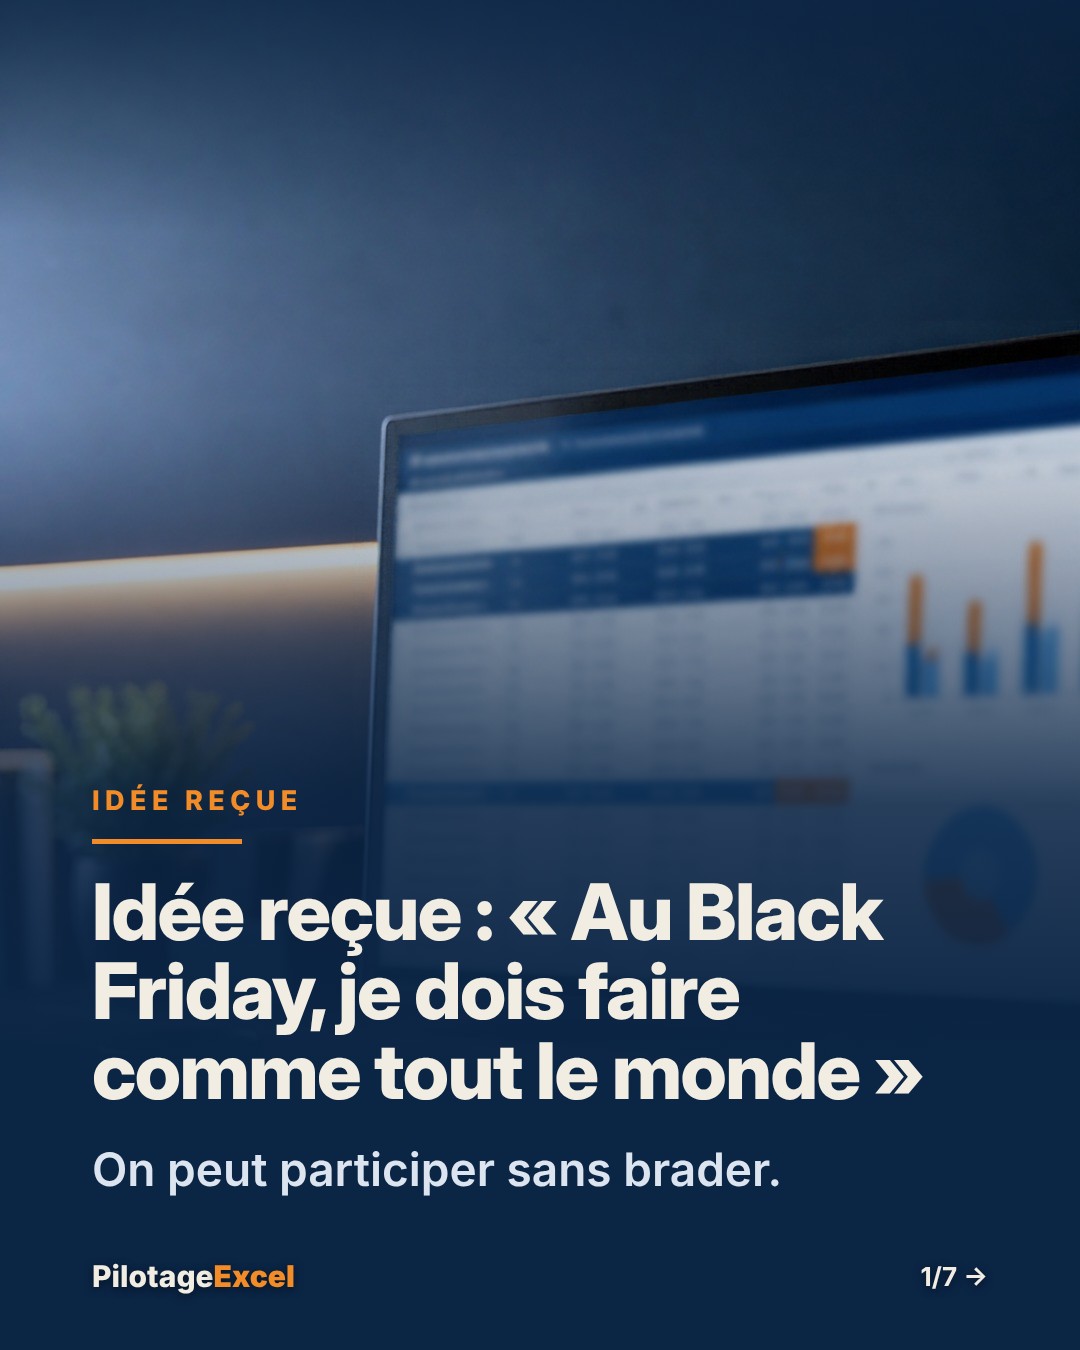 IDÉE REÇUE
Idée reçue : « Au Black
Friday, je dois faire
comme tout le monde »
On peut participer sans brader.
PilotageExcel
1/7 →